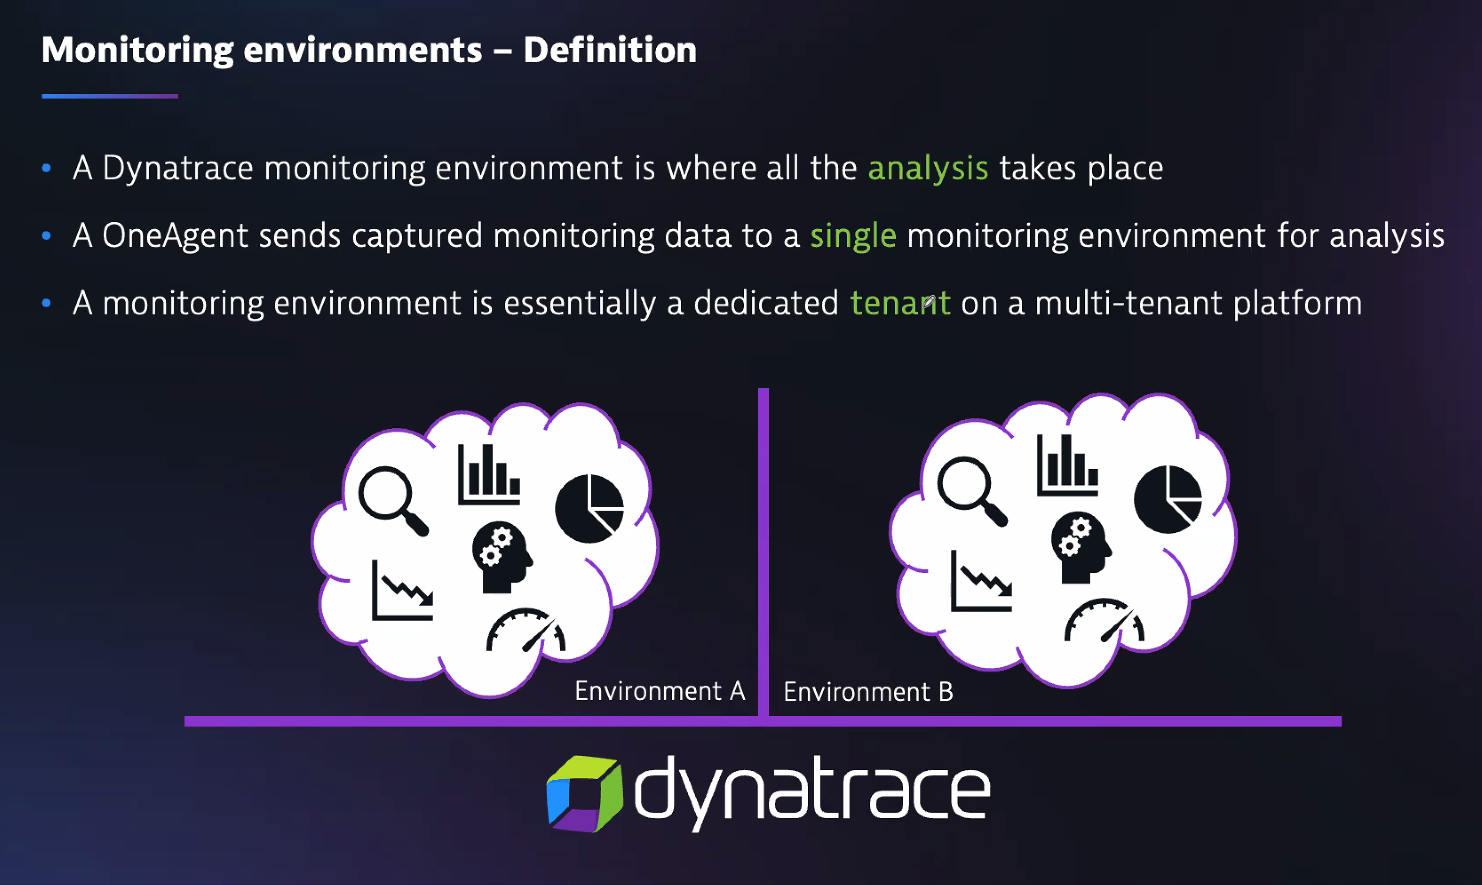 Monitoring environments – Definition
• A Dynatrace monitoring environment is where all the analysis takes place
• A OneAgent sends captured monitoring data to a single monitoring environment for analysis
• A monitoring environment is essentially a dedicated tenant on a multi-tenant platform
Environment A
Environment B
dynatrace